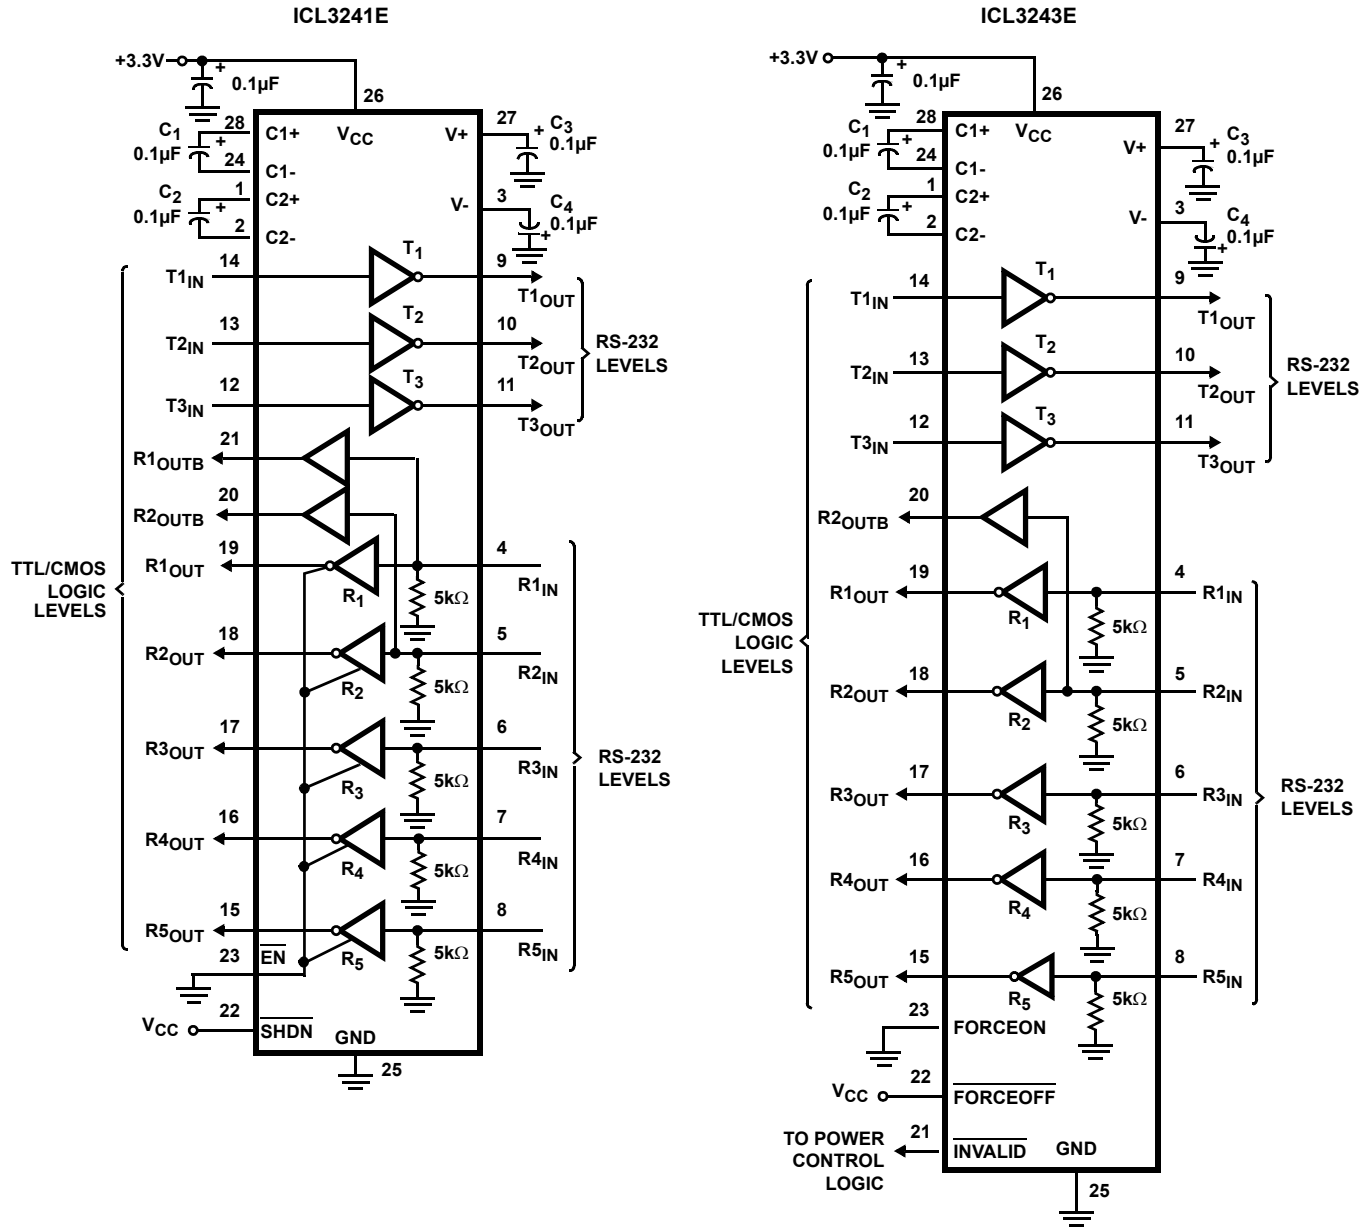 ICL3241E
+3.3V
+
0.1µF
26
28
C1+
VCC
V+
27
+
C3
0.1µF
C1
0.1µF
+
24
C1-
C2
0.1µF
+
1
C2+
2
C2-
V-
3
C4
0.1µF
+
T1IN
14
T1
9
T1OUT
T2IN
13
T2
10
T2OUT
T3IN
12
T3
11
T3OUT
RS-232
LEVELS
R1OUTB
21
R2OUTB
20
TTL/CMOS
LOGIC
LEVELS
R1OUT
19
R1
5kΩ
4
R1IN
R2OUT
18
R2
5kΩ
5
R2IN
R3OUT
17
R3
5kΩ
6
R3IN
R4OUT
16
R4
5kΩ
7
R4IN
R5OUT
15
R5
5kΩ
8
R5IN
RS-232
LEVELS
23
EN
VCC
22
SHDN
GND
25
ICL3243E
+3.3V
+
0.1µF
26
28
C1+
VCC
V+
27
+
C3
0.1µF
C1
0.1µF
+
24
C1-
C2
0.1µF
+
1
C2+
2
C2-
V-
3
C4
0.1µF
+
T1IN
14
T1
9
T1OUT
T2IN
13
T2
10
T2OUT
T3IN
12
T3
11
T3OUT
RS-232
LEVELS
R2OUTB
20
TTL/CMOS
LOGIC
LEVELS
R1OUT
19
R1
5kΩ
4
R1IN
R2OUT
18
R2
5kΩ
5
R2IN
R3OUT
17
R3
5kΩ
6
R3IN
R4OUT
16
R4
5kΩ
7
R4IN
R5OUT
15
R5
5kΩ
8
R5IN
RS-232
LEVELS
23
FORCEON
VCC
22
FORCEOFF
TO POWER
CONTROL
LOGIC
21
INVALID
GND
25